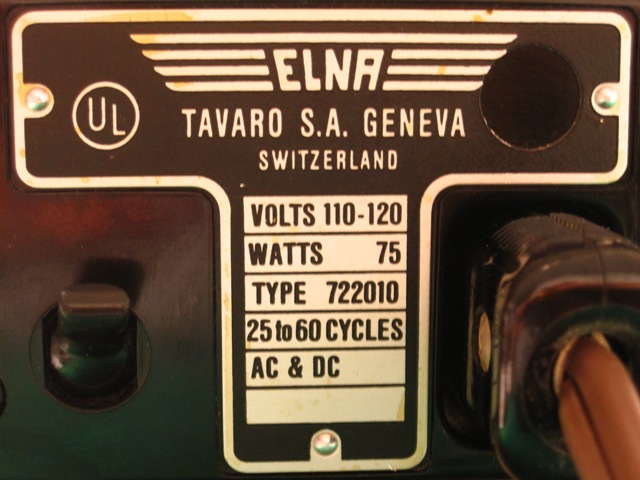 ELNA
UL
TAVARO S.A. GENEVA
SWITZERLAND
VOLTS 110-120
WATTS 75
TYPE 722010
25 to 60 CYCLES
AC & DC